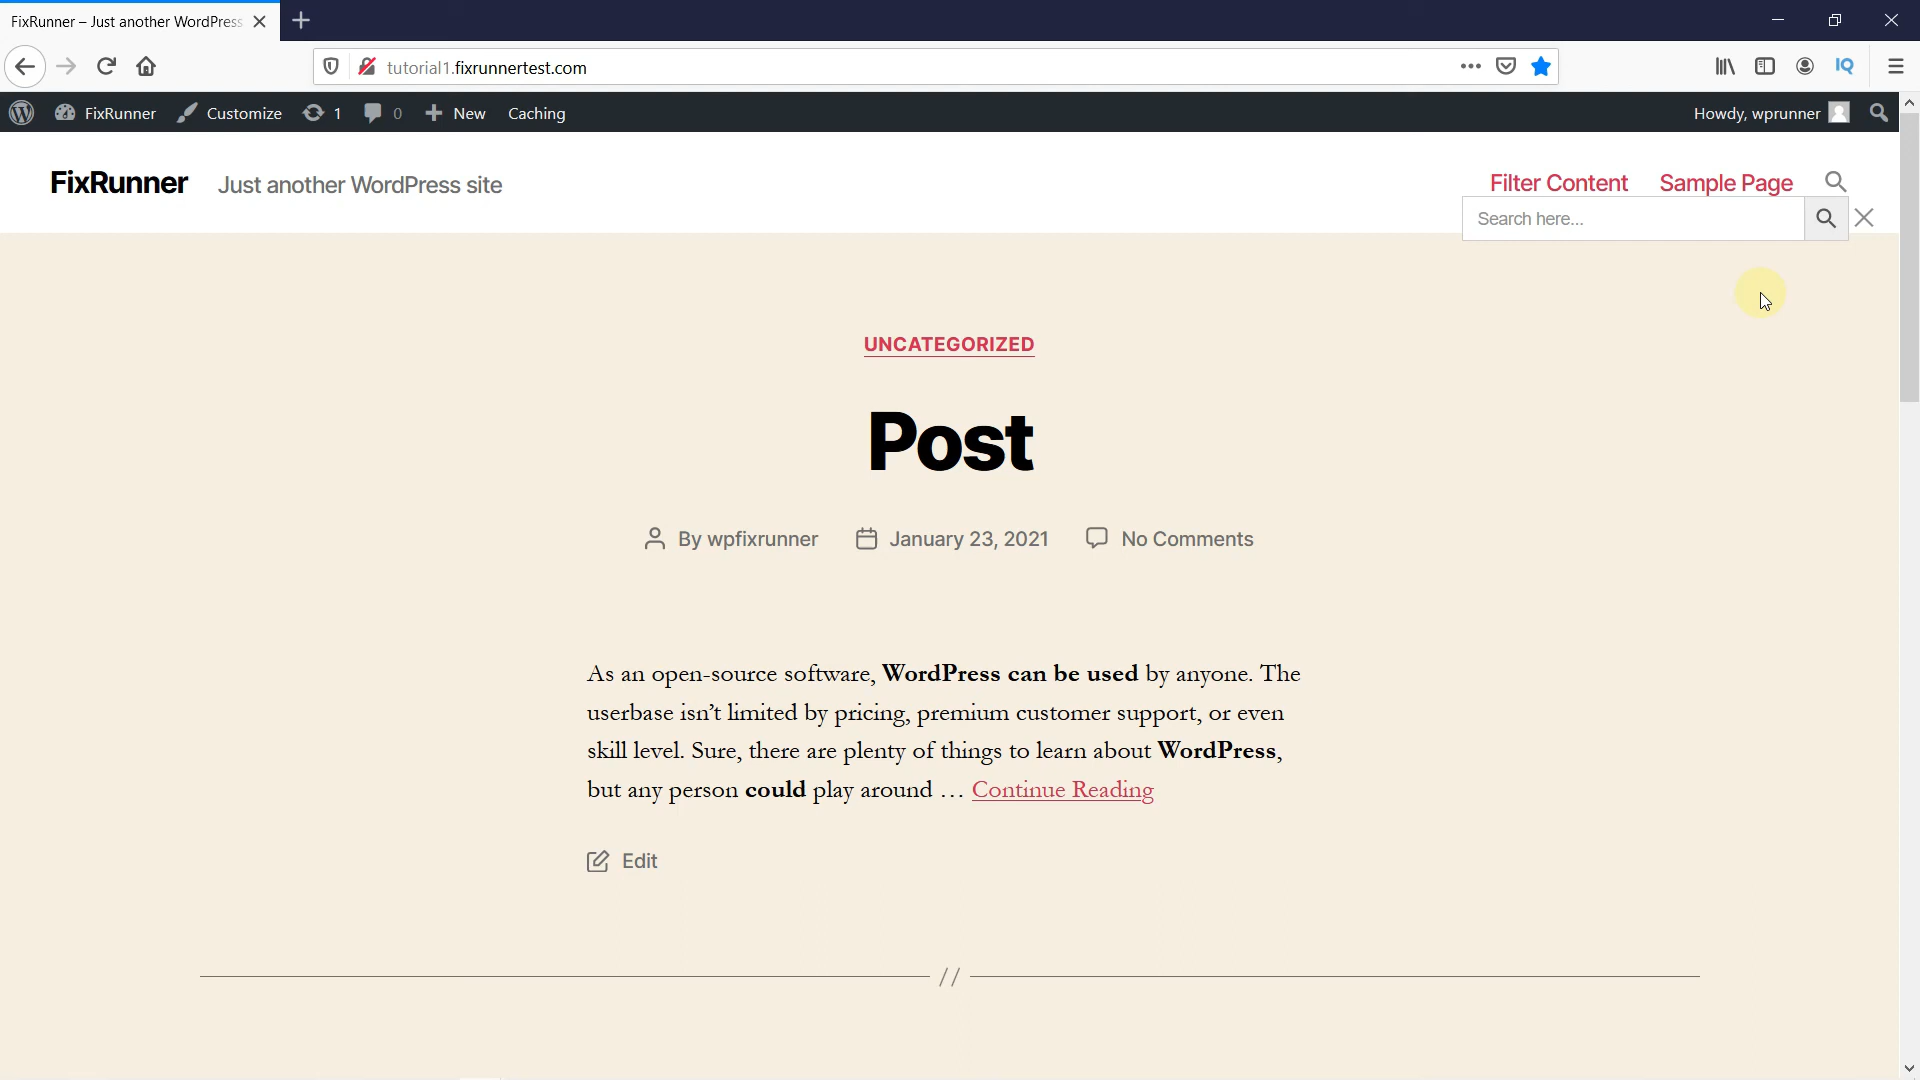 FixRunner – Just another WordPress
tutorial1.fixrunnertest.com
IQ
FixRunner Customize 1 0 New Caching Howdy, wprunner
FixRunner Just another WordPress site Filter Content Sample Page
Search here...
UNCATEGORIZED
Post
By wpfixrunner January 23, 2021 No Comments
As an open-source software, WordPress can be used by anyone. The
userbase isn’t limited by pricing, premium customer support, or even
skill level. Sure, there are plenty of things to learn about WordPress,
but any person could play around … Continue Reading
Edit
//